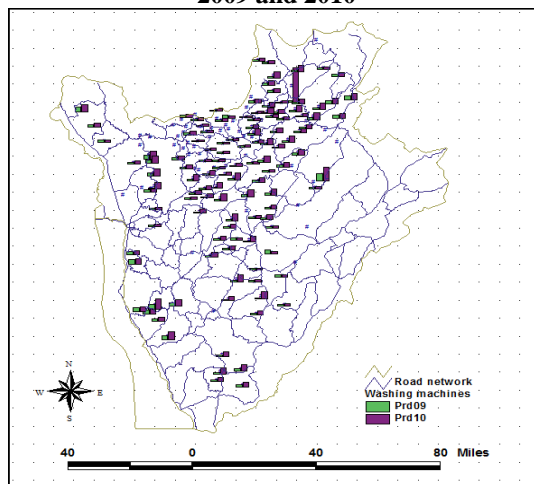 2009 and 2010
N
W E
S
Road network
Washing machines
Prd09
Prd10
40 0 40 80 Miles